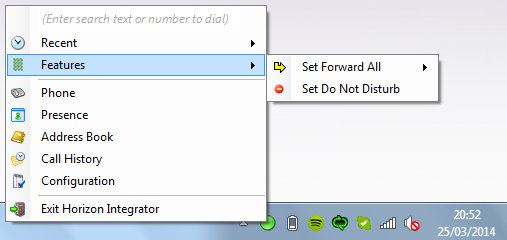 (Enter search text or number to dial)
Recent
Features
Set Forward All
Set Do Not Disturb
Phone
Presence
Address Book
Call History
Configuration
Exit Horizon Integrator
20:52
25/03/2014